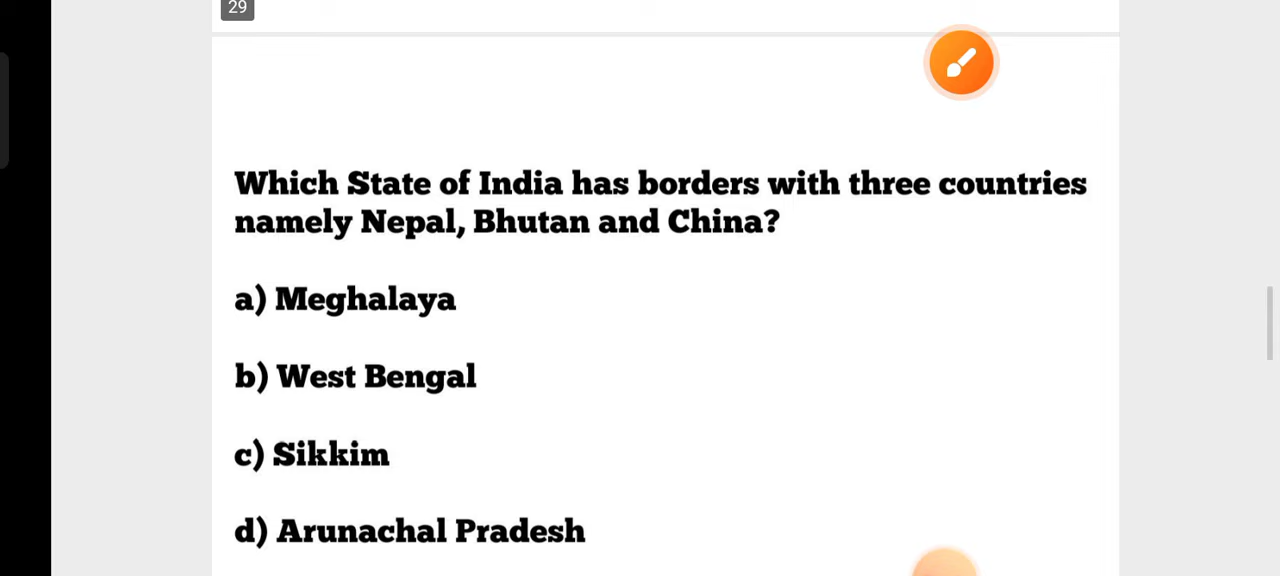 29
Which State of India has borders with three countries
namely Nepal, Bhutan and China?
a) Meghalaya
b) West Bengal
c) Sikkim
d) Arunachal Pradesh